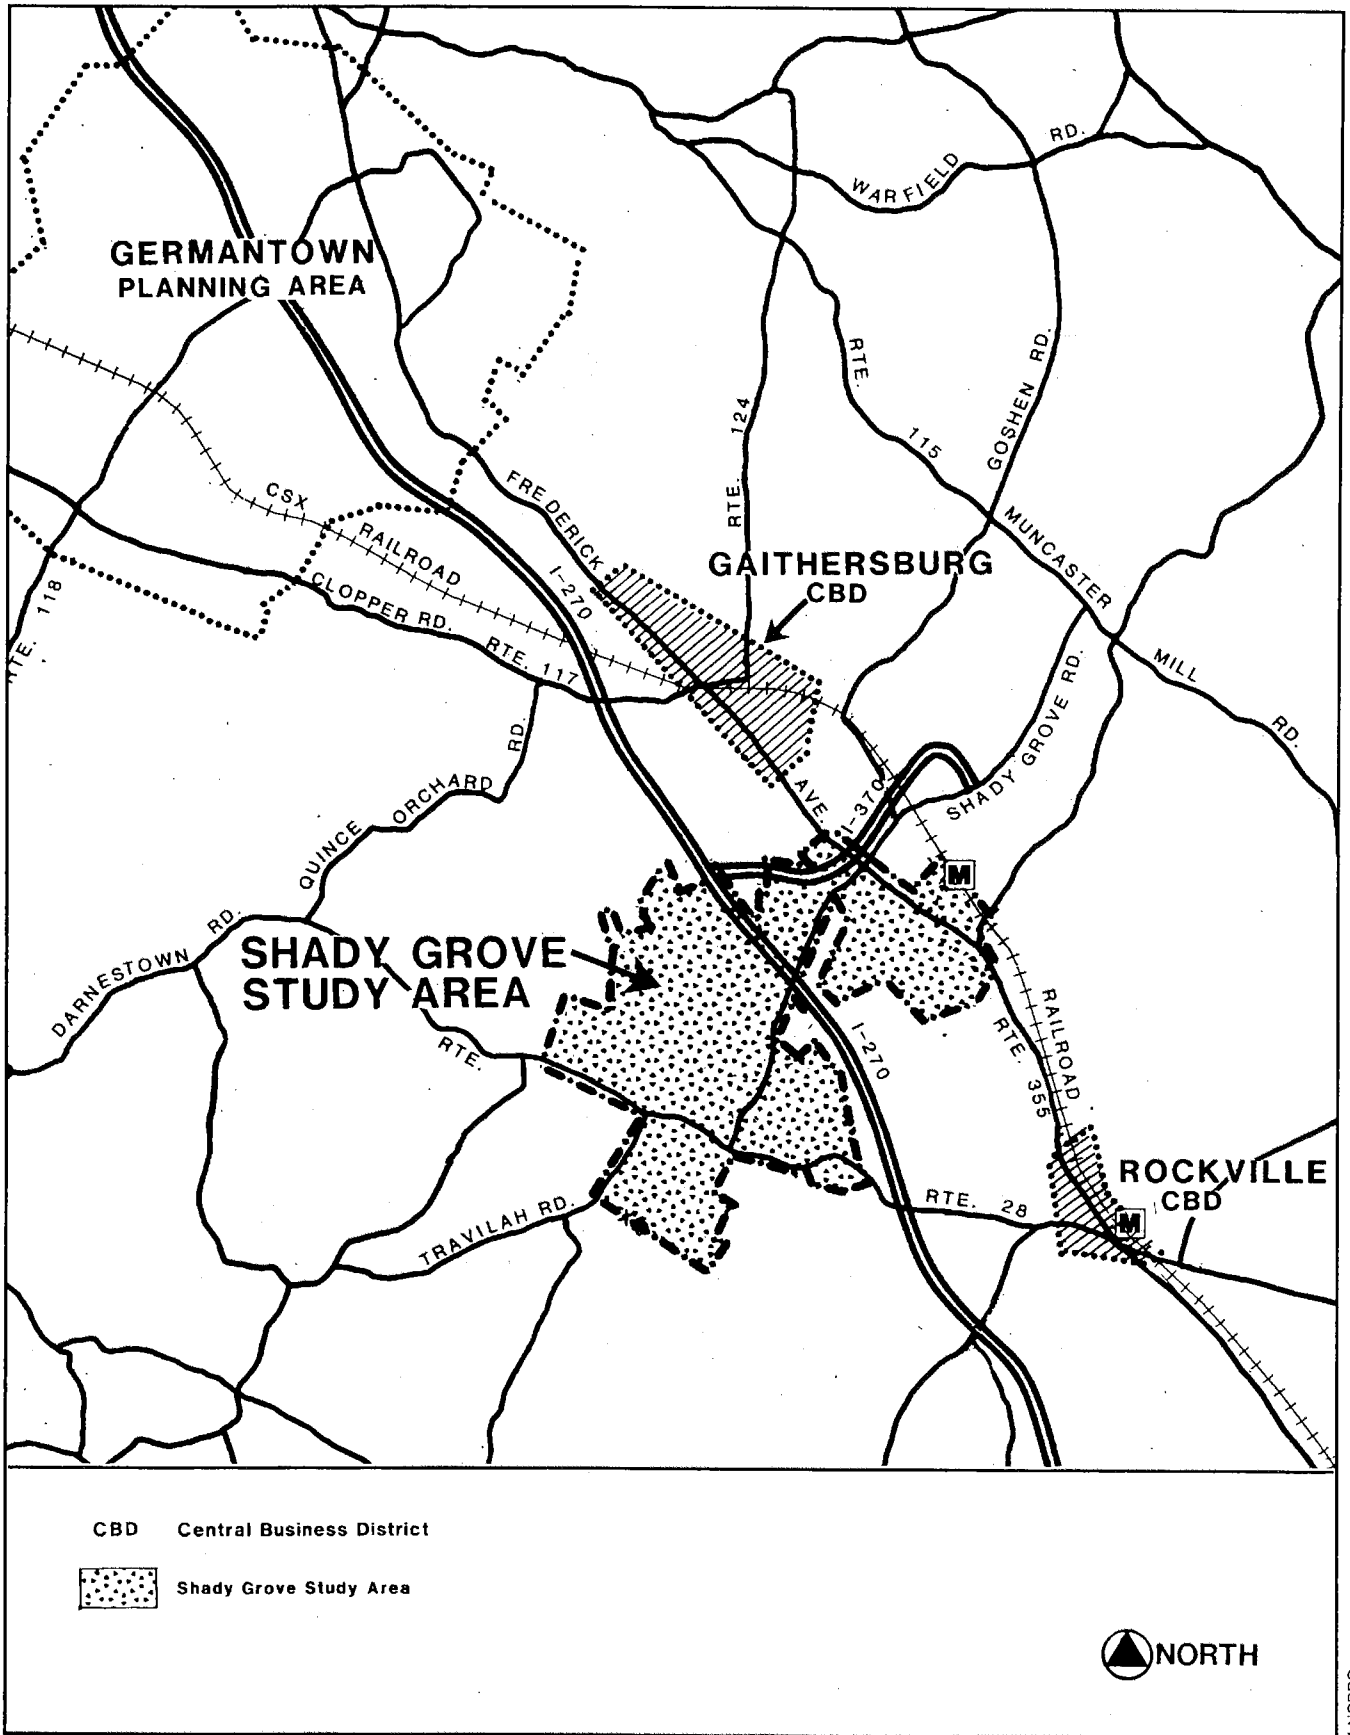 WARFIELD
RD.
GERMANTOWN
PLANNING AREA
RTE.
115
GOSHEN RD.
RTE. 124
FREDERICK
CSX
RAILROAD
MUNCASTER
GAITHERSBURG
CBD
I-270
CLOPPER RD.
RTE. 117
RTE. 118
MILL
RD.
SHADY GROVE RD.
QUINCE ORCHARD RD.
AVE.
I-370
M
DARNESTOWN RD.
SHADY GROVE
STUDY AREA
RTE.
I-270
RTE. 355
RAILROAD
ROCKVILLE
CBD
M
RTE. 28
TRAVILAH RD.
CBD Central Business District
Shady Grove Study Area
NORTH